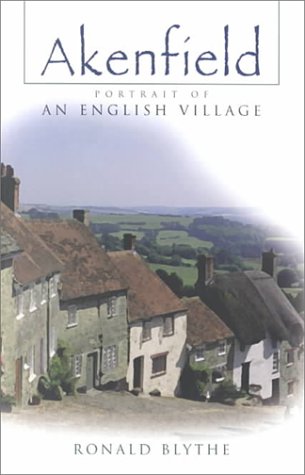 Akenfield
PORTRAIT OF
AN ENGLISH VILLAGE
RONALD BLYTHE